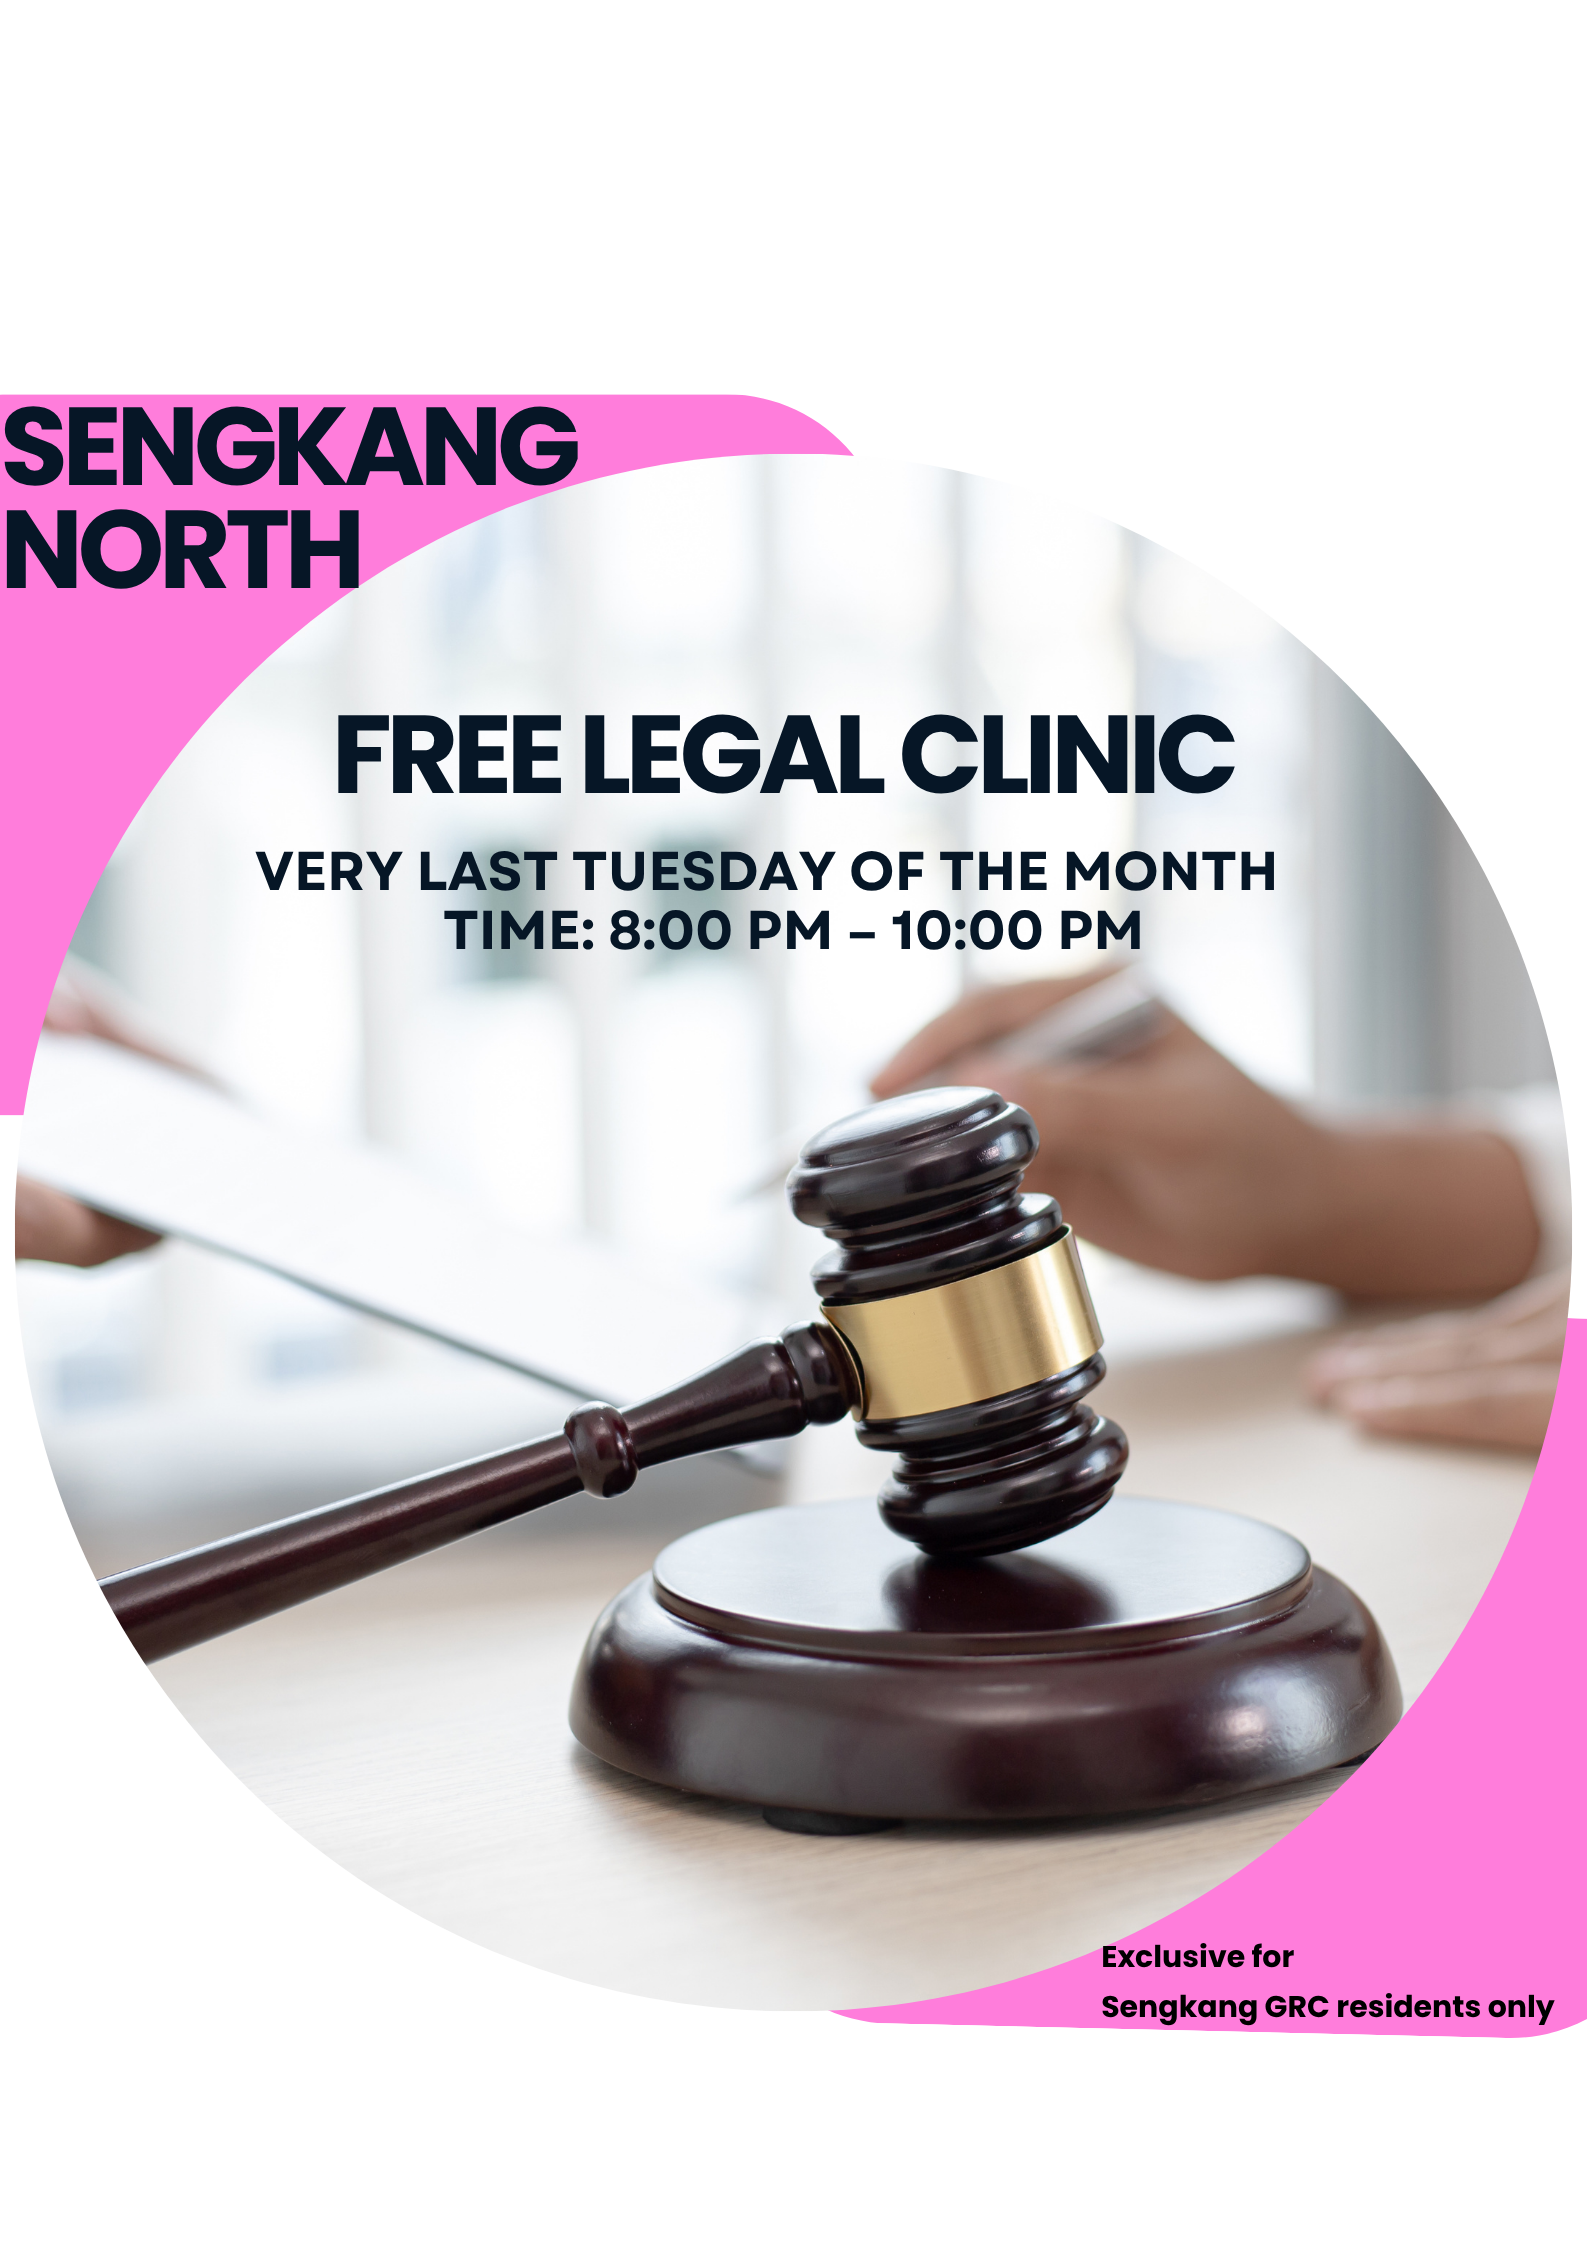 SENGKANG
NORTH
FREE LEGAL CLINIC
VERY LAST TUESDAY OF THE MONTH
TIME: 8:00 PM – 10:00 PM
Exclusive for
Sengkang GRC residents only